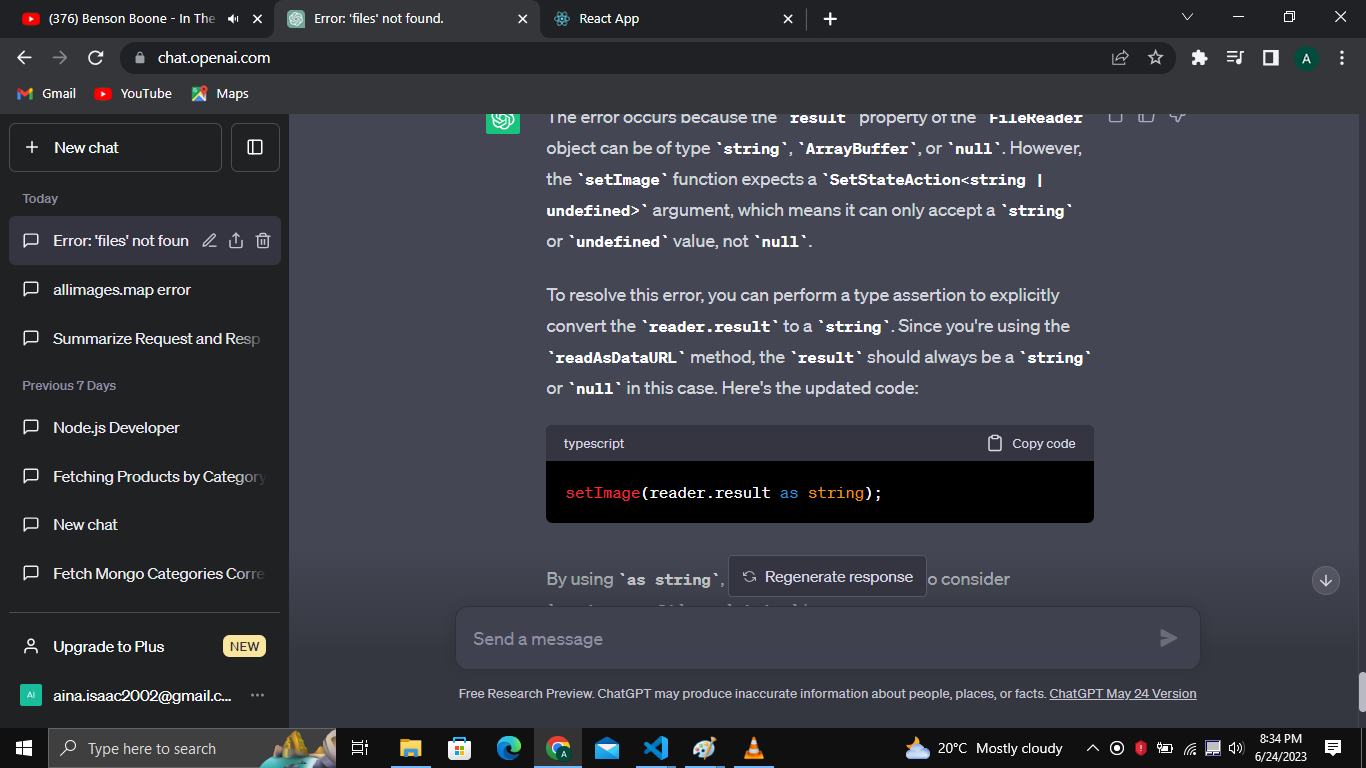 (376) Benson Boone - In The
Error: 'files' not found.
React App
chat.openai.com
A
Gmail
YouTube
Maps
New chat
Today
Error: 'files' not foun
allimages.map error
Summarize Request and Resp
Previous 7 Days
Node.js Developer
Fetching Products by Category
New chat
Fetch Mongo Categories Corre
Upgrade to Plus
NEW
AI
aina.isaac2002@gmail.c...
The error occurs because the `result` property of the `FileReader`
object can be of type `string`, `ArrayBuffer`, or `null`. However,
the `setImage` function expects a `SetStateAction<string |
undefined>` argument, which means it can only accept a `string`
or `undefined` value, not `null`.
To resolve this error, you can perform a type assertion to explicitly
convert the `reader.result` to a `string`. Since you're using the
`readAsDataURL` method, the `result` should always be a `string`
or `null` in this case. Here's the updated code:
typescript
Copy code
setImage(reader.result as string);
By using `as string`,
o consider
Regenerate response
Send a message
Free Research Preview. ChatGPT may produce inaccurate information about people, places, or facts. ChatGPT May 24 Version
Type here to search
A
20°C Mostly cloudy
8:34 PM
6/24/2023